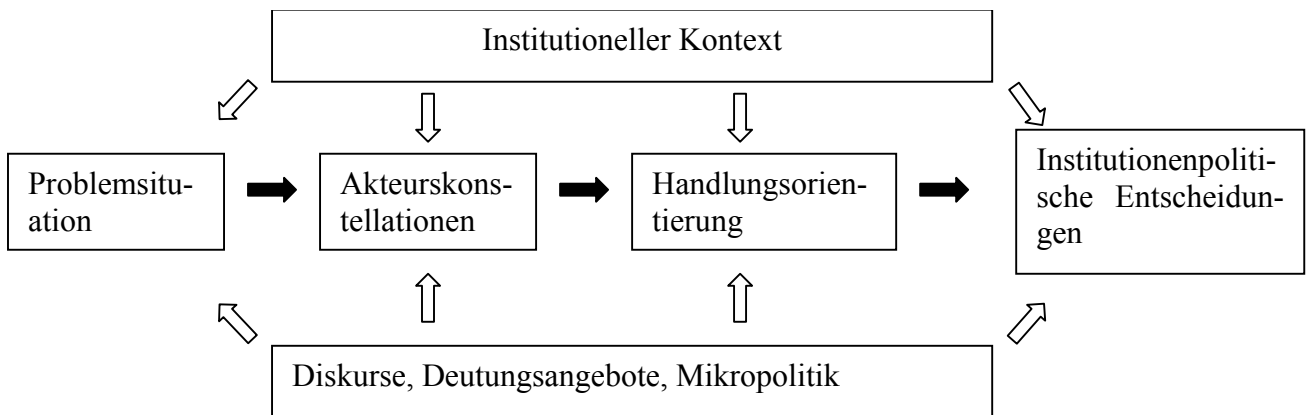 Institutioneller Kontext
Problemsitu-
ation
Akteurskons-
tellationen
Handlungsorien-
tierung
Institutionenpoliti-
sche Entscheidun-
gen
Diskurse, Deutungsangebote, Mikropolitik